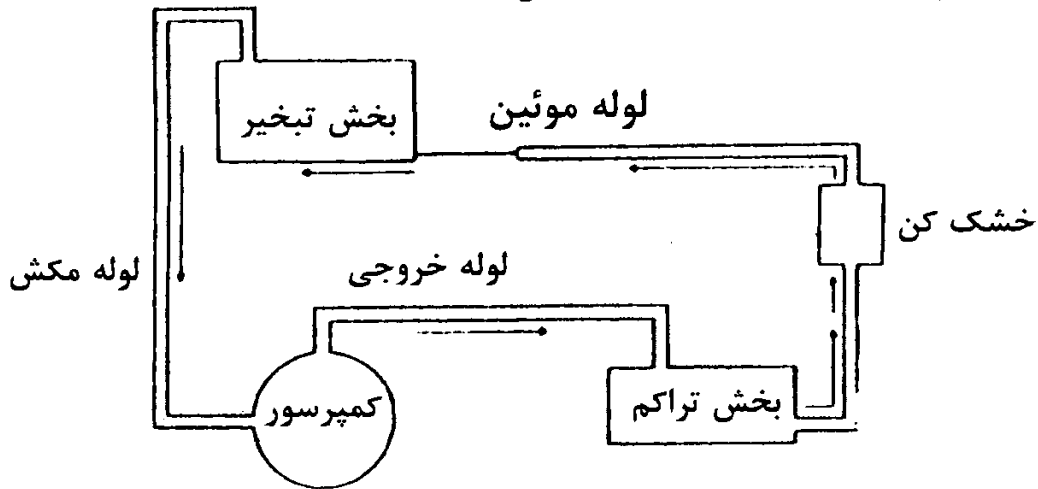 بخش تبخیر
لوله موئین
خشک کن
لوله مکش
لوله خروجی
کمپرسور
بخش تراکم